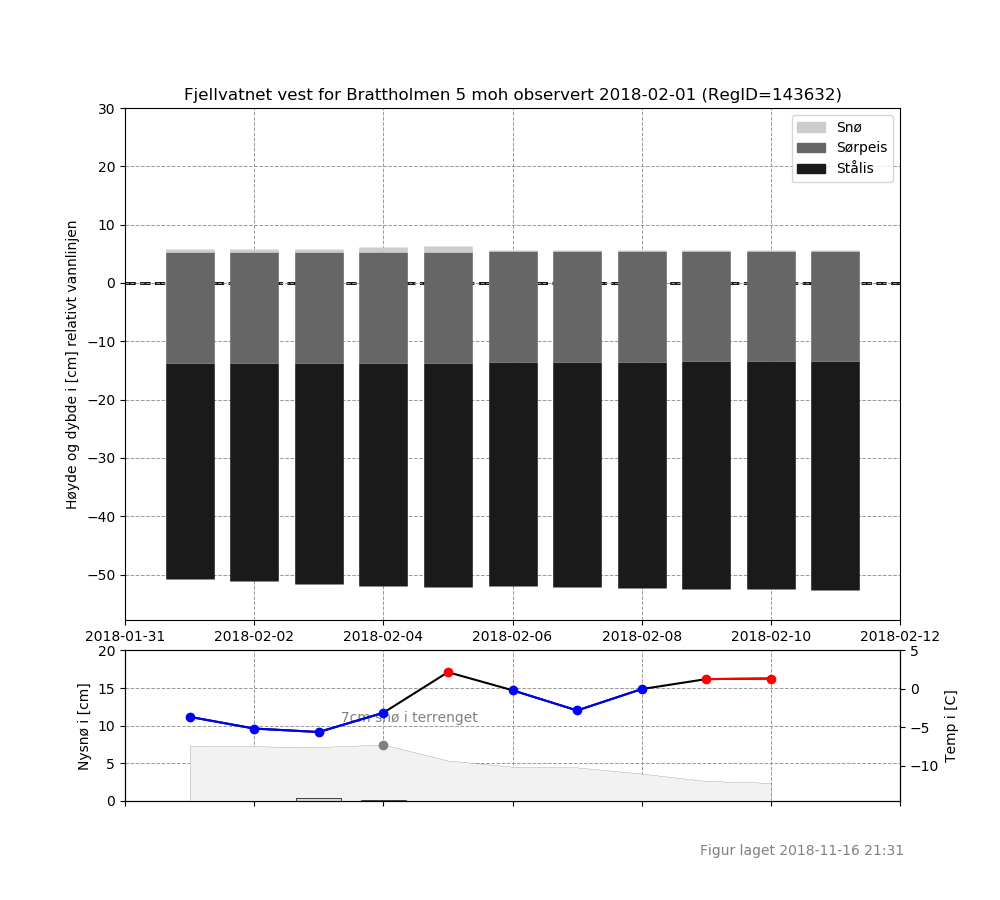 Fjellvatnet vest for Brattholmen 5 moh observert 2018-02-01 (RegID=143632)
Snø
Sørpeis
Stålis
Høyde og dybde i [cm] relativt vannlinjen
30
20
10
0
−10
−20
−30
−40
−50
2018-01-31 2018-02-02 2018-02-04 2018-02-06 2018-02-08 2018-02-10 2018-02-12
Nysnø i [cm]
20
15
10
5
0
7cm snø i terrenget
5
0
−5
−10
Temp i [C]
Figur laget 2018-11-16 21:31